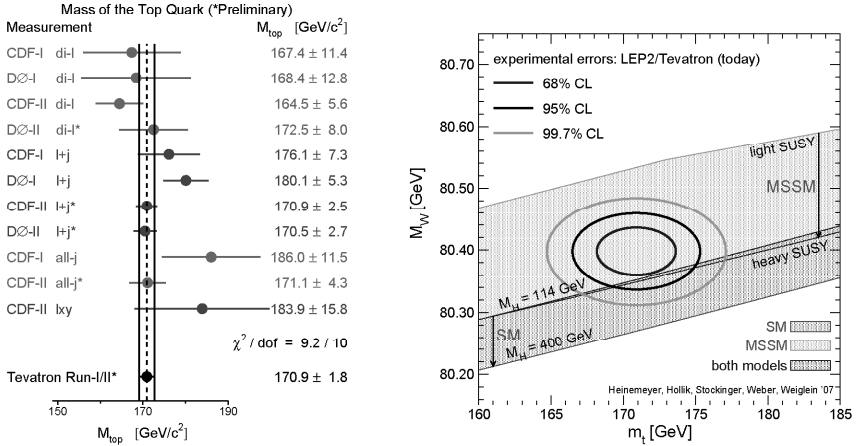 Mass of the Top Quark (*Preliminary)
Measurement M_top [GeV/c²]
CDF-I di-l 167.4 ± 11.4
DØ-I di-l 168.4 ± 12.8
CDF-II di-l 164.5 ± 5.6
DØ-II di-l* 172.5 ± 8.0
CDF-I l+j 176.1 ± 7.3
DØ-I l+j 180.1 ± 5.3
CDF-II l+j* 170.9 ± 2.5
DØ-II l+j* 170.5 ± 2.7
CDF-I all-j 186.0 ± 11.5
CDF-II all-j* 171.1 ± 4.3
CDF-II lxy 183.9 ± 15.8
χ² / dof = 9.2 / 10
Tevatron Run-I/II* 170.9 ± 1.8
150 170 190
M_top [GeV/c²]
experimental errors: LEP2/Tevatron (today)
68% CL
95% CL
99.7% CL
80.70
80.60
80.50
80.40
80.30
80.20
M_W [GeV]
light SUSY
MSSM
heavy SUSY
M_H = 114 GeV
SM
M_H = 400 GeV
SM
MSSM
both models
Heinemeyer, Hollik, Stockinger, Weber, Weiglein '07
160 165 170 175 180 185
m_t [GeV]